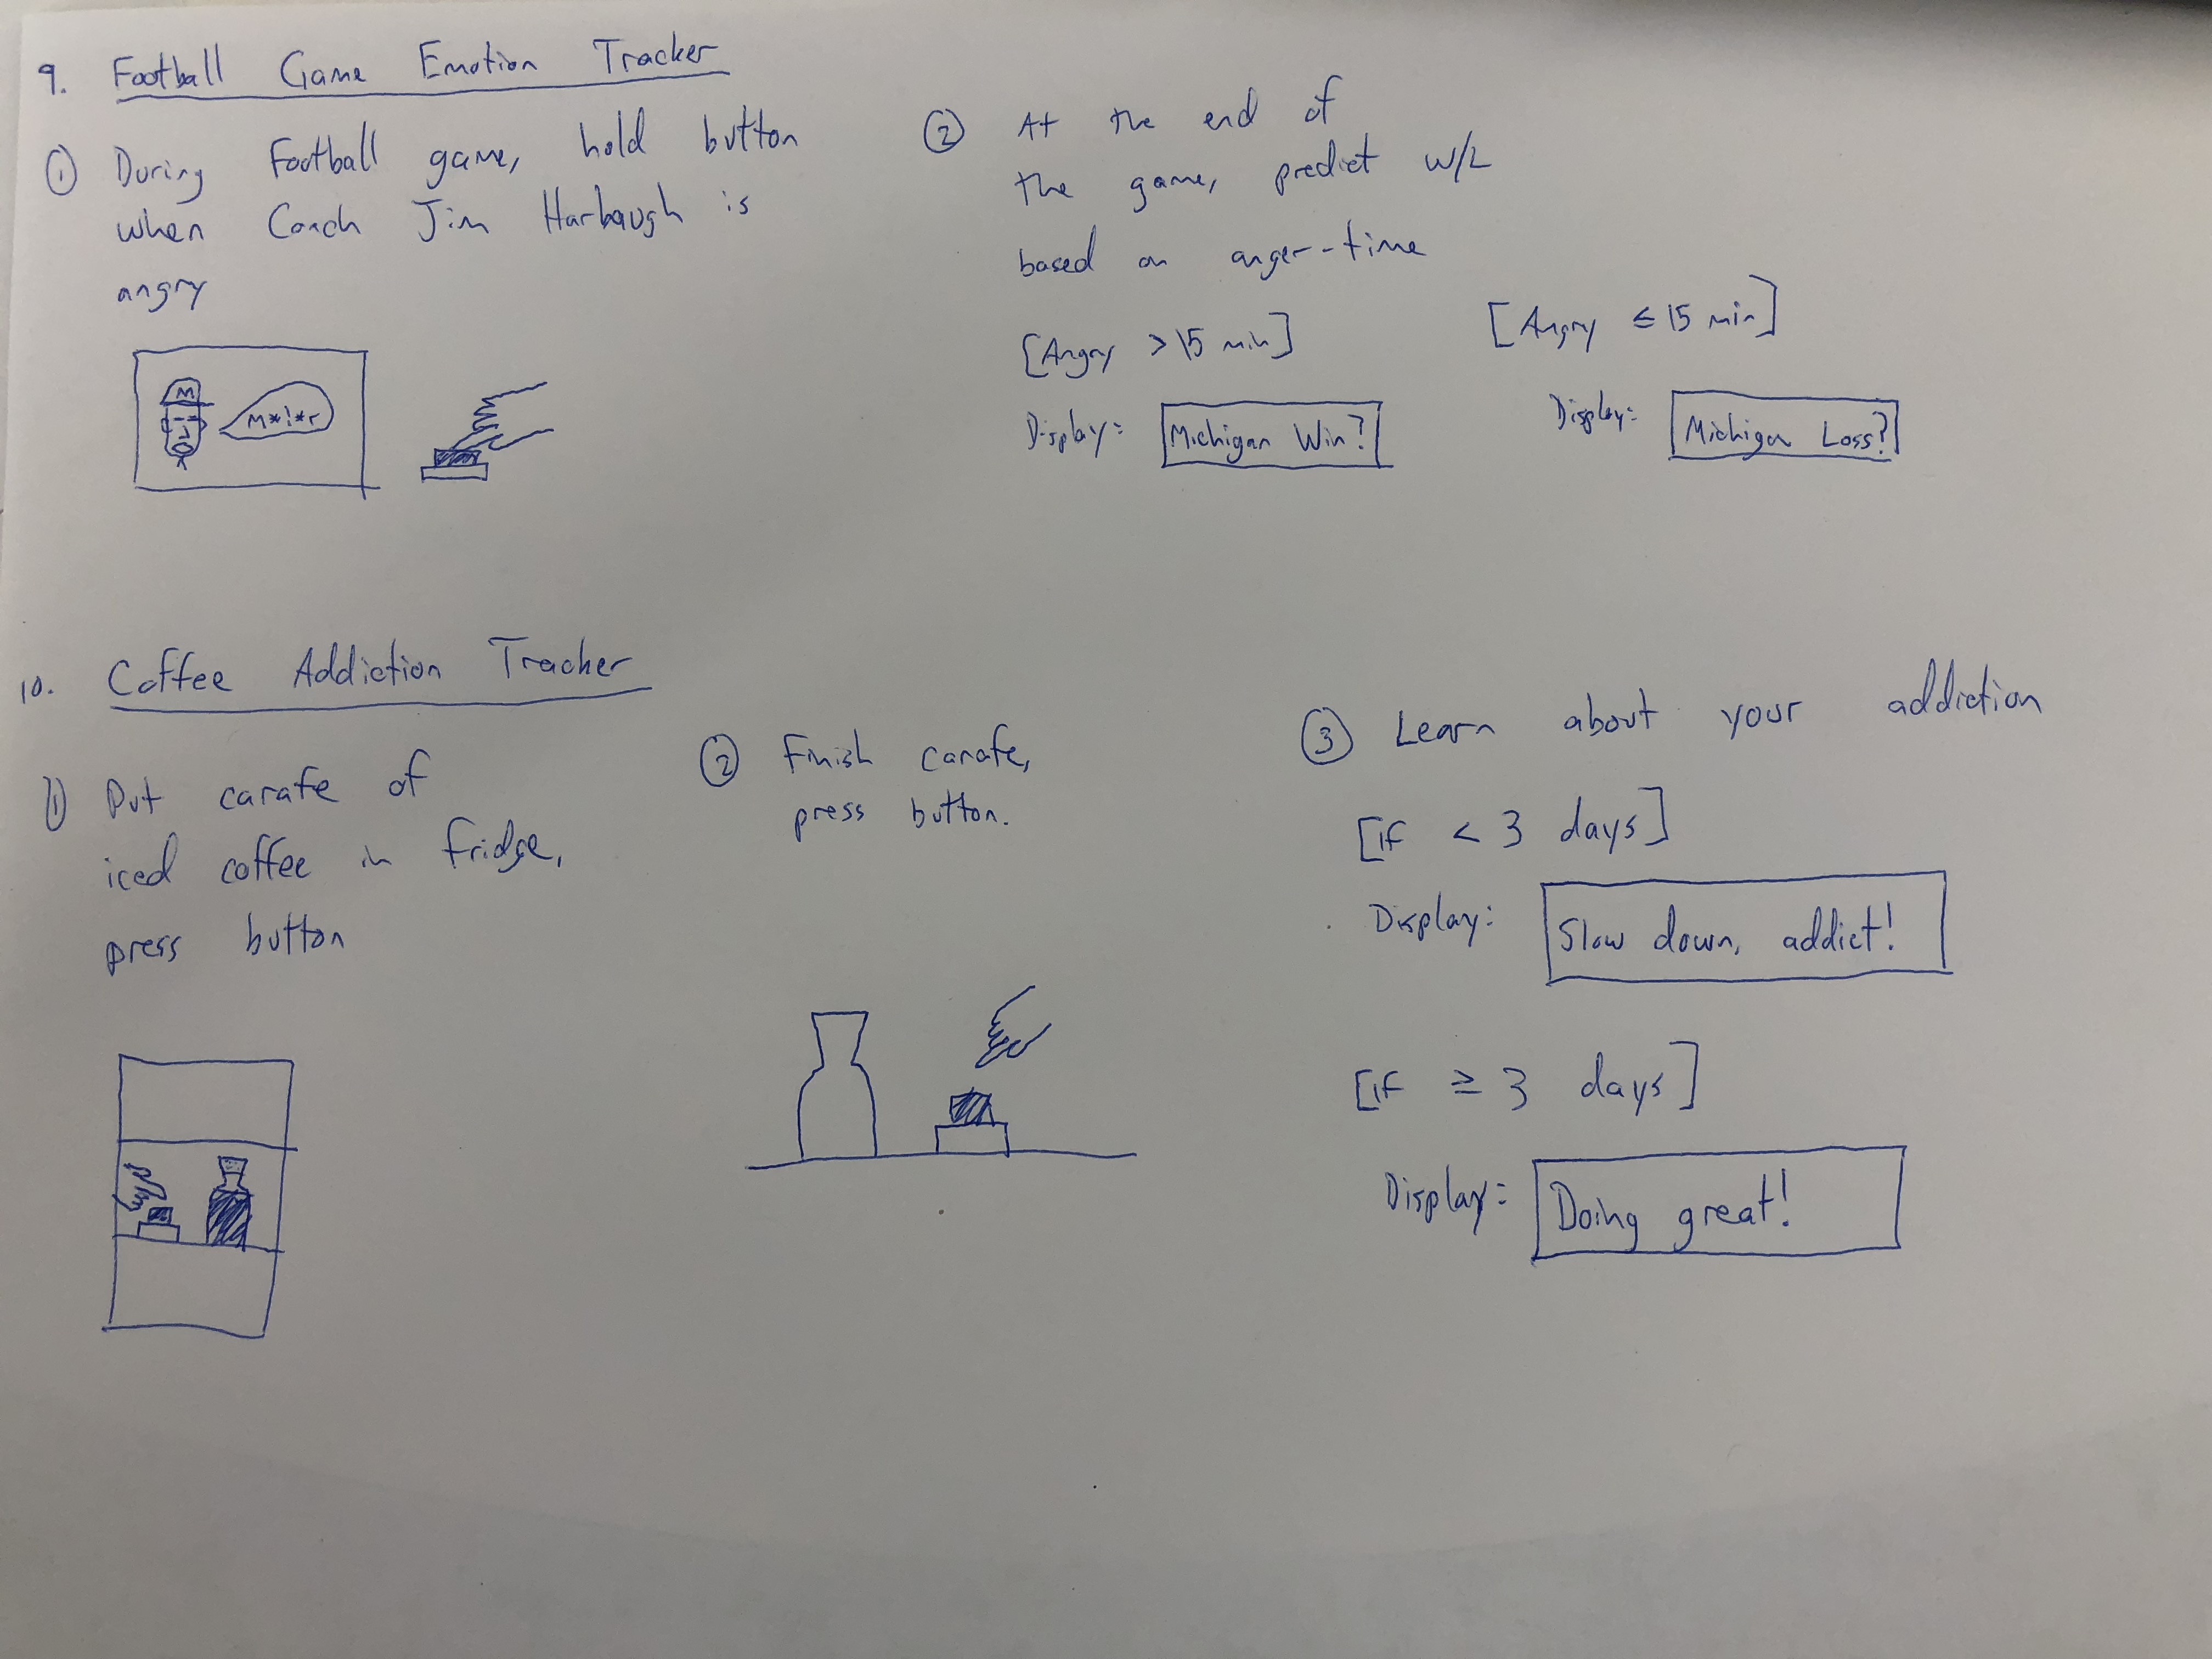 9. Football Game Emotion Tracker
① During football game, hold button
when Coach Jim Harbaugh is
angry
M
M*!*r
② At the end of
the game, predict W/L
based on anger-time
[Angry > 15 min]
Display: Michigan Win?
[Angry ≤ 15 min]
Display: Michigan Loss?
10. Coffee Addiction Tracker
① Put carafe of
iced coffee in fridge,
press button
② Finish carafe,
press button.
③ Learn about your addiction
[if < 3 days]
Display: Slow down, addict!
[if ≥ 3 days]
Display: Doing great!